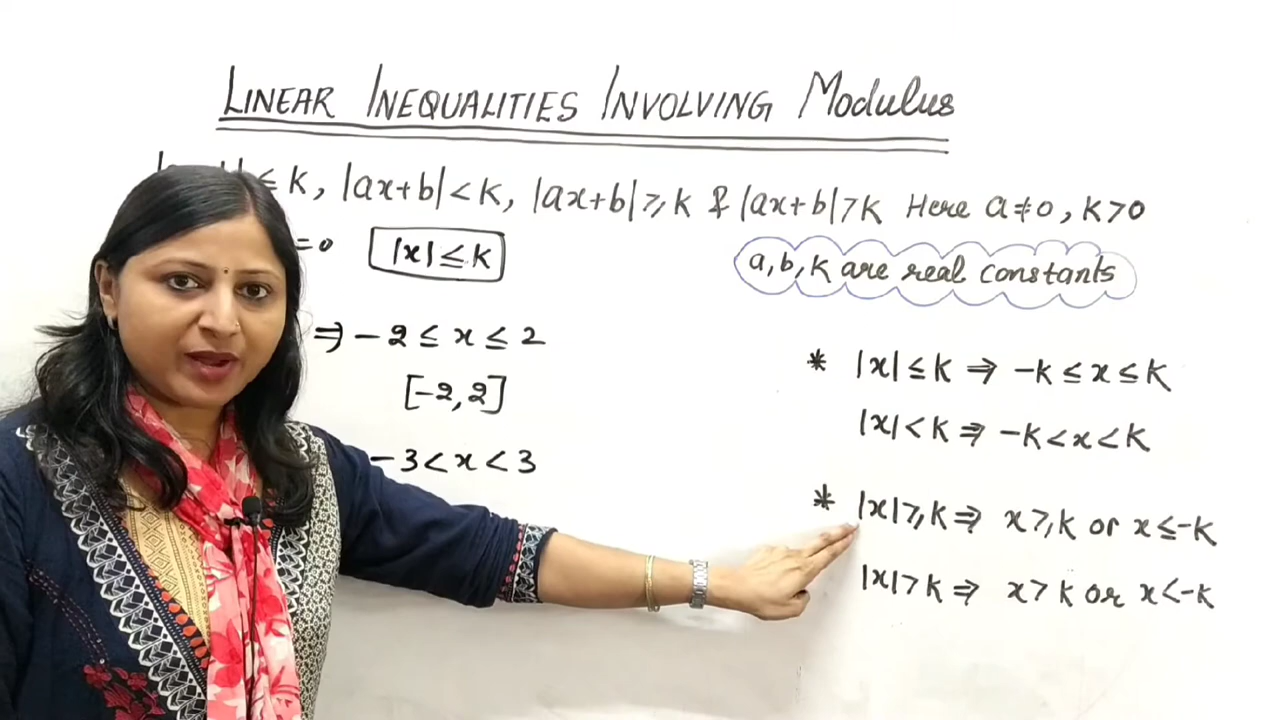 LINEAR INEQUALITIES INVOLVING MODULUS
≤ K, |ax+b| < K, |ax+b| ≥ K & |ax+b| > K Here a ≠ 0, K > 0
= 0 |x| ≤ K
a, b, K are real constants
⇒ -2 ≤ x ≤ 2
[-2, 2]
-3 < x < 3
* |x| ≤ K ⇒ -K ≤ x ≤ K
|x| < K ⇒ -K < x < K
* |x| ≥ K ⇒ x ≥ K or x ≤ -K
|x| > K ⇒ x > K or x < -K